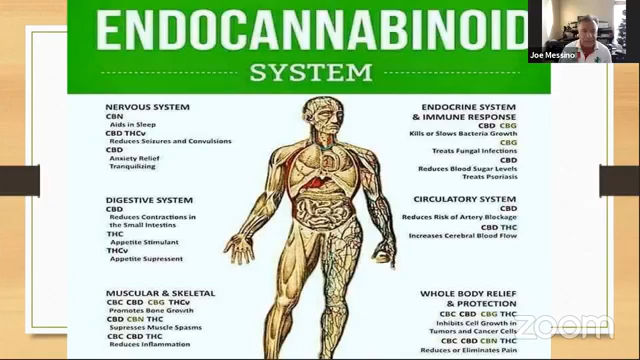 ENDOCANNABINOID
SYSTEM
Joe Messino
NERVOUS SYSTEM
CBN
Aids in Sleep
CBD THCv
Reduces Seizures and Convulsions
CBD
Anxiety Relief
Tranquilizing
DIGESTIVE SYSTEM
CBD
Reduces Contractions in
the Small Intestins
THC
Appetite Stimulant
THCv
Appetite Supressent
MUSCULAR & SKELETAL
CBC CBD CBG THCv
Promotes Bone Growth
CBD CBN THC
Supresses Muscle Spasms
CBC CBD THC
Reduces Inflammation
ENDOCRINE SYSTEM
& IMMUNE RESPONSE
CBD CBG
Kills or Slows Bacteria Growth
CBG
Treats Fungal Infections
CBD
Reduces Blood Sugar Levels
Treats Psoriasis
CIRCULATORY SYSTEM
CBD
Reduces Risk of Artery Blockage
CBD THC
Increases Cerebral Blood Flow
WHOLE BODY RELIEF
& PROTECTION
CBC CBD CBG THC
Inhibits Cell Growth in
Tumors and Cancer Cells
CBC CBD CBN THC
Reduces or Eliminates Pain
zoom